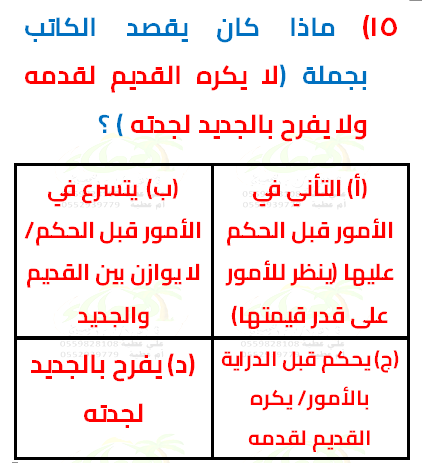 ١٥) ماذا كان يقصد الكاتب
بجملة (لا يكره القديم لقدمه
ولا يفرح بالجديد لجدته ) ؟
(أ) التأني في
الأمور قبل الحكم
عليها (ينظر للأمور
على قدر قيمتها)
(ب) يتسرع في
الأمور قبل الحكم/
لا يوازن بين القديم
والجديد
(ج) يحكم قبل الدراية
بالأمور/ يكره
القديم لقدمه
(د) يفرح بالجديد
لجدته